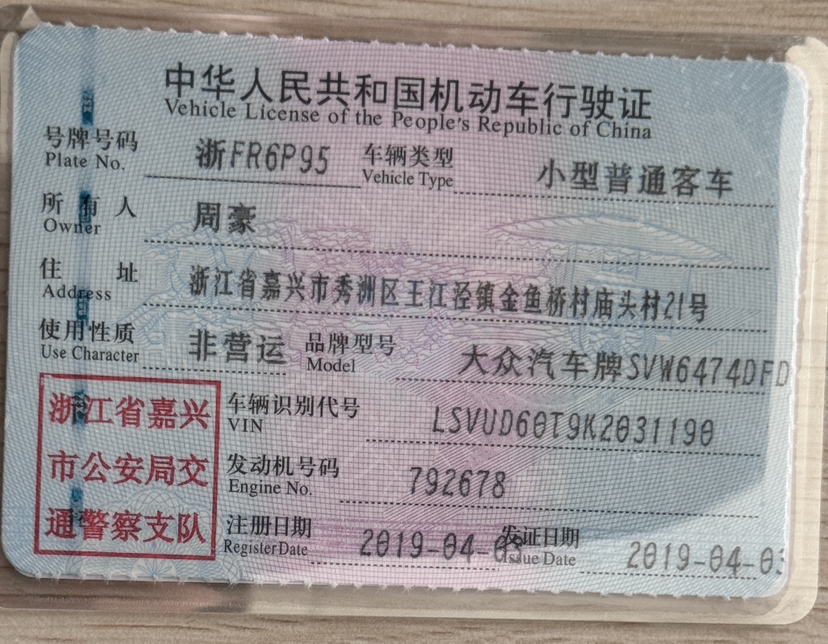 中华人民共和国机动车行驶证
Vehicle License of the People's Republic of China
号牌号码 浙FR6P95 车辆类型 小型普通客车
Plate No. Vehicle Type
所有人 周豪
Owner
住址 浙江省嘉兴市秀洲区王江泾镇金鱼桥村庙头村21号
Address
使用性质 非营运 品牌型号 大众汽车牌SVW6474DFD
Use Character Model
浙江省嘉兴 车辆识别代号 LSVUD60T9K2031190
VIN
市公安局交 发动机号码 792678
Engine No.
通警察支队 注册日期 2019-04-03 发证日期 2019-04-03
Register Date Issue Date